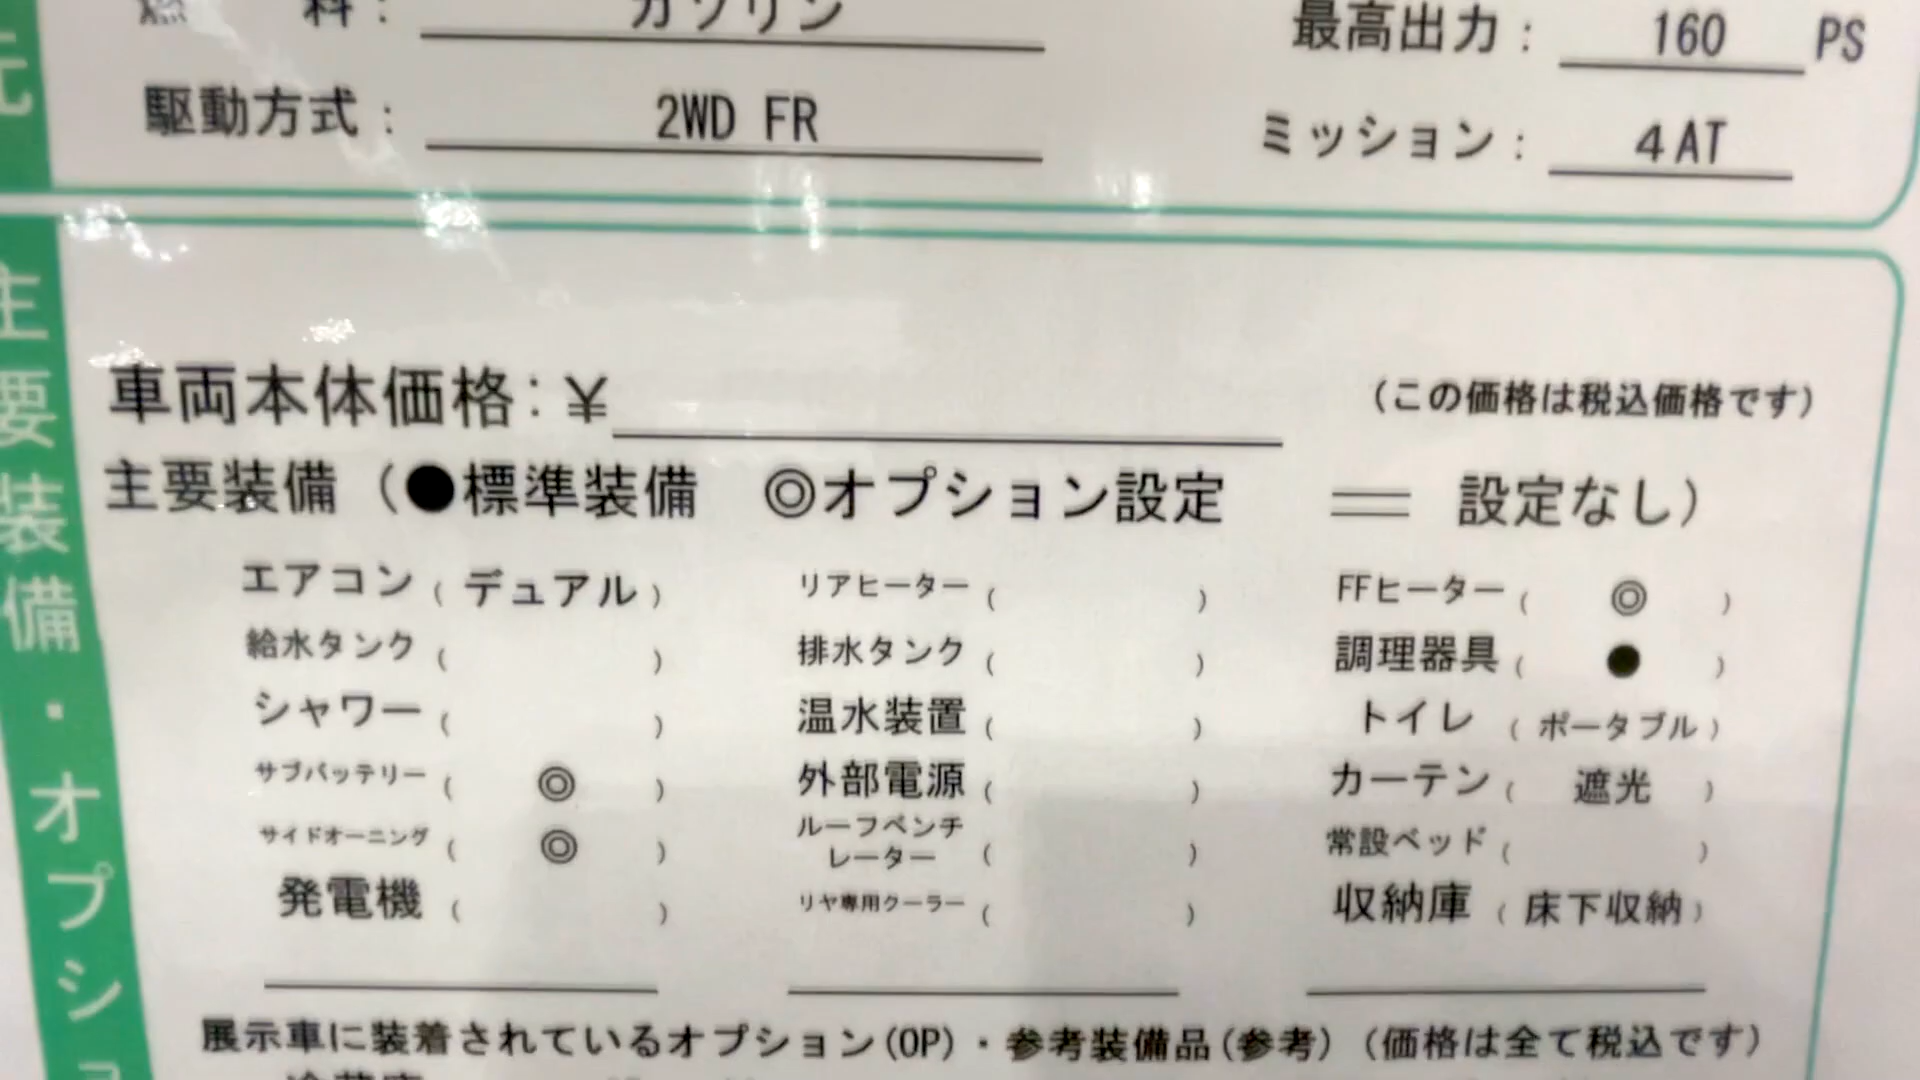 燃料: ガソリン 最高出力: 160 PS
駆動方式: 2WD FR ミッション: 4AT
主要装備・オプショ
車両本体価格:¥ (この価格は税込価格です)
主要装備 (●標準装備 ◎オプション設定 ＝ 設定なし)
エアコン( デュアル ) リアヒーター( ) FFヒーター( ◎ )
給水タンク( ) 排水タンク( ) 調理器具( ● )
シャワー( ) 温水装置( ) トイレ( ポータブル )
サブバッテリー( ◎ ) 外部電源( ) カーテン( 遮光 )
サイドオーニング( ◎ ) ルーフベンチレーター( ) 常設ベッド( )
発電機( ) リヤ専用クーラー( ) 収納庫( 床下収納 )
展示車に装着されているオプション(OP)・参考装備品(参考) (価格は全て税込です)